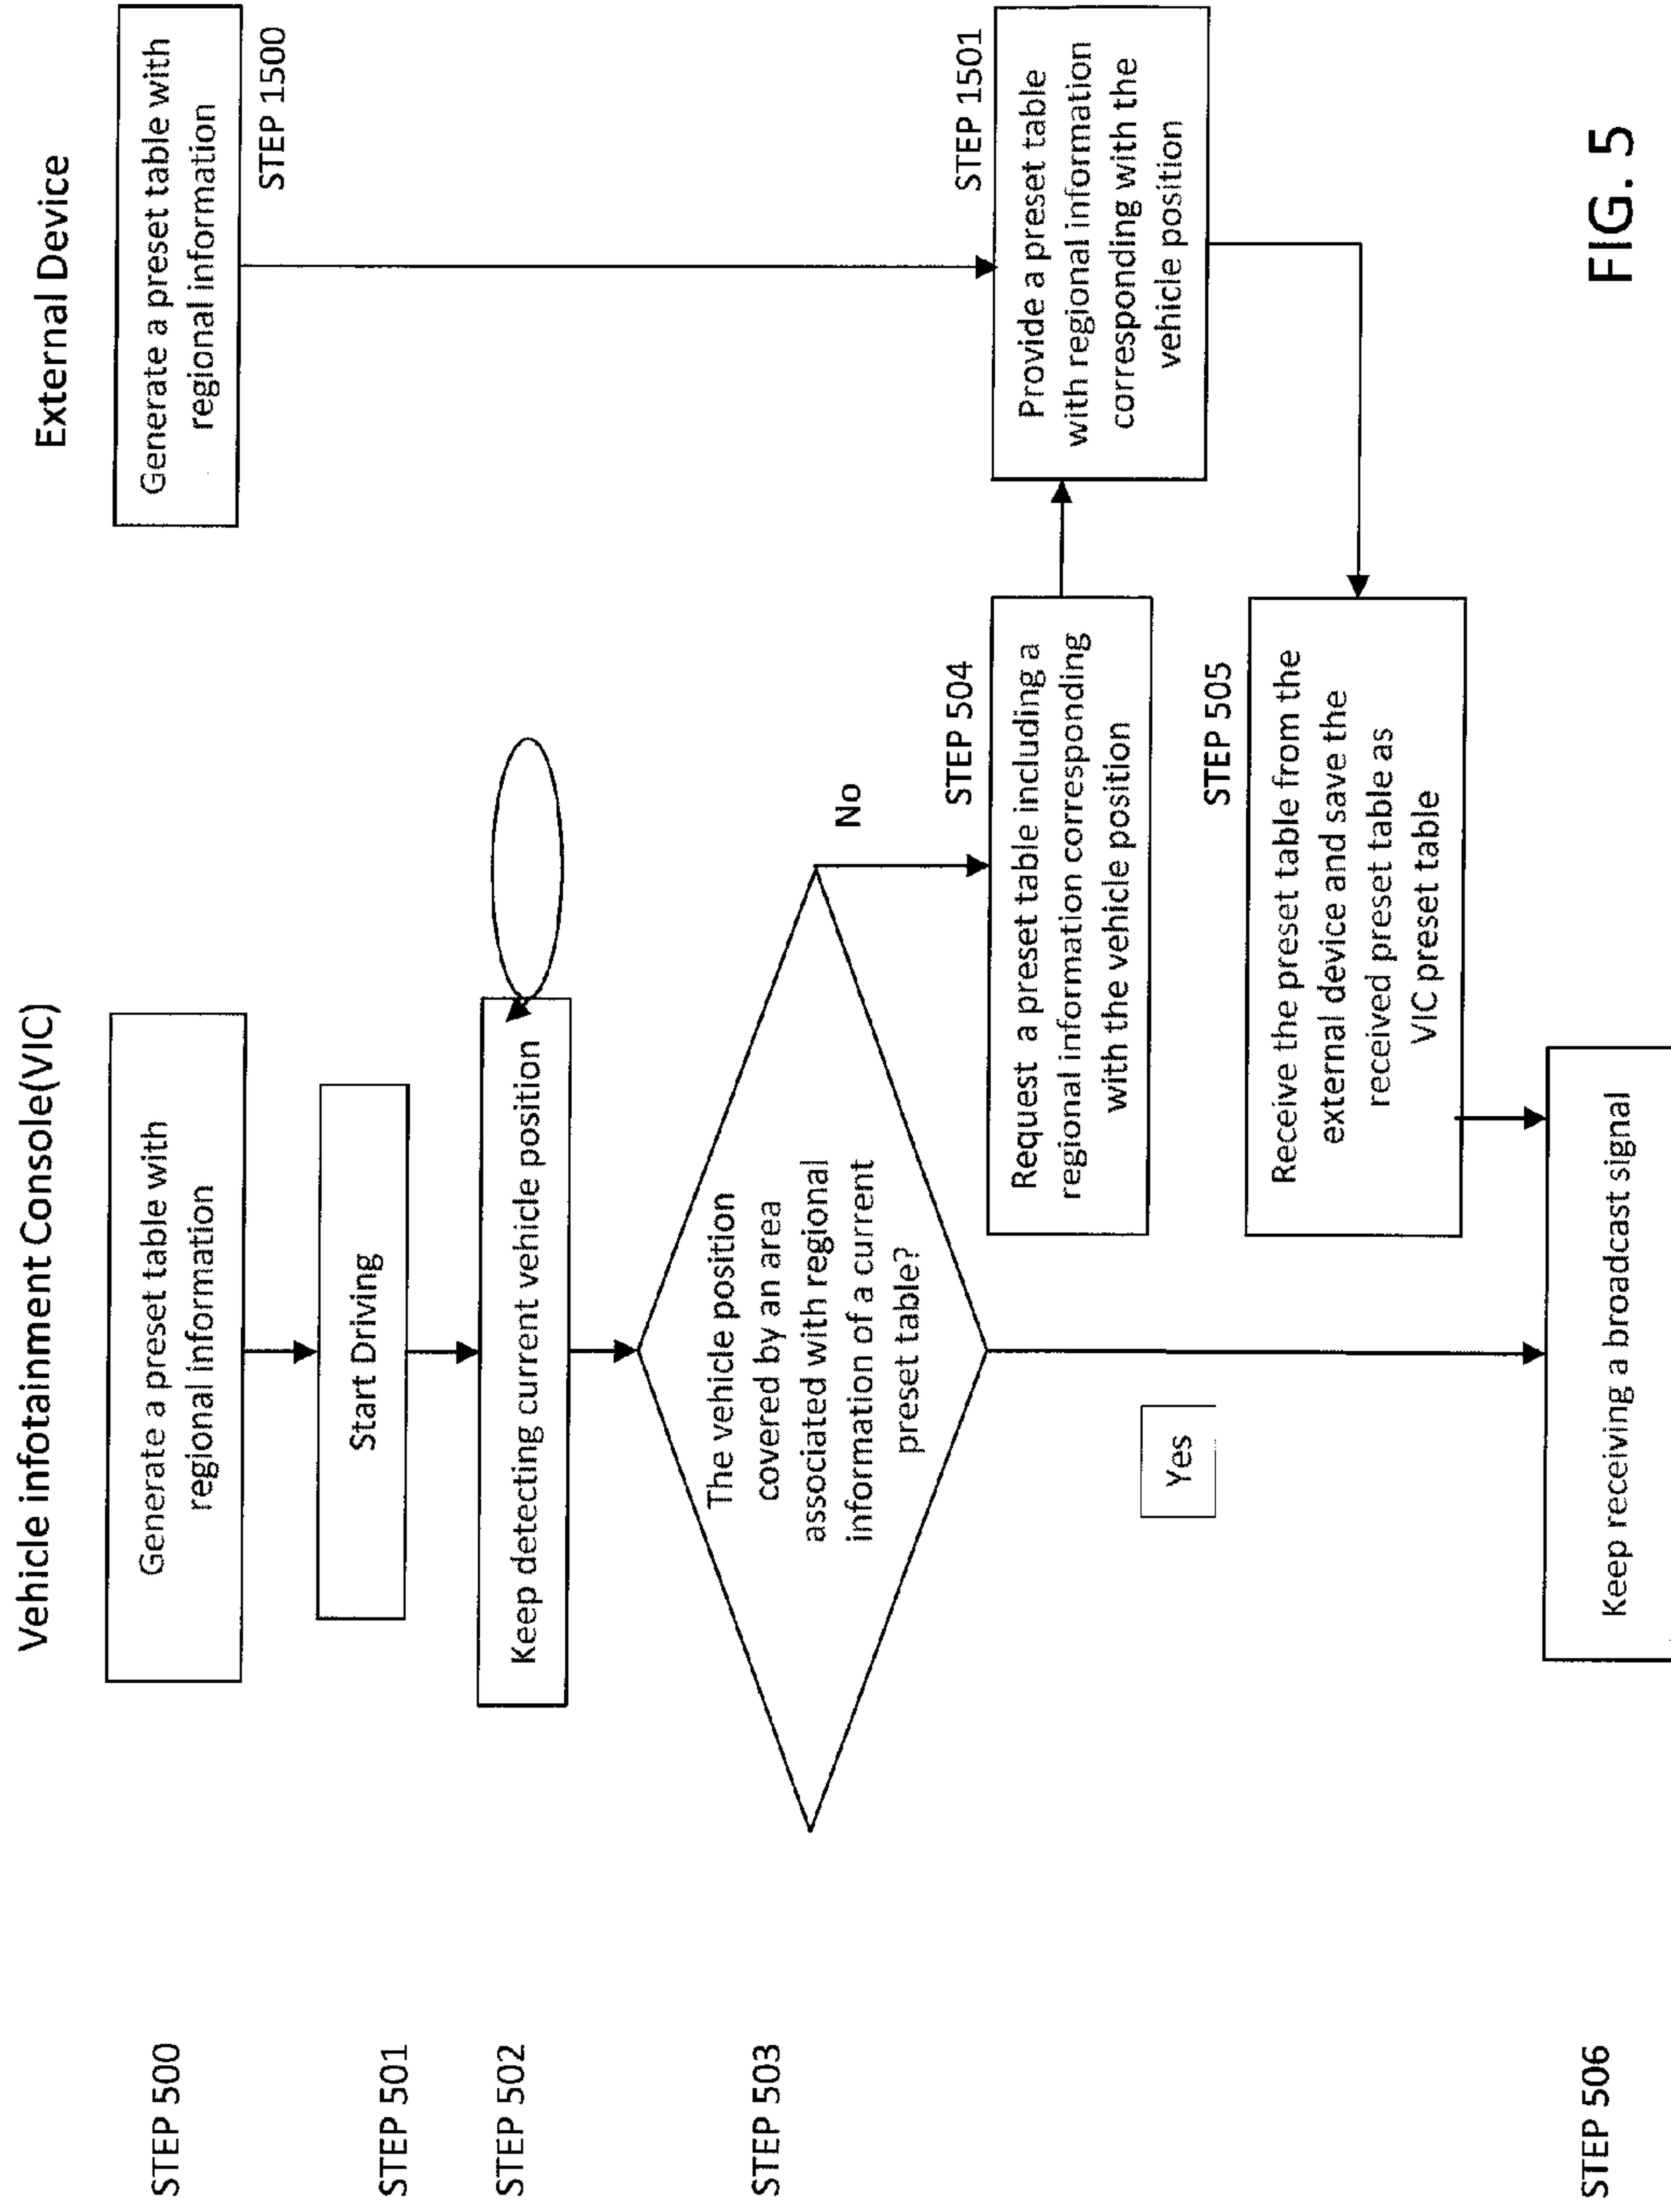 Vehicle infotainment Console(VIC)
External Device
STEP 500
Generate a preset table with
regional information
Generate a preset table with
regional information
STEP 1500
STEP 501
Start Driving
STEP 502
Keep detecting current vehicle position
STEP 503
The vehicle position
covered by an area
associated with regional
information of a current
preset table?
No
STEP 504
Request a preset table including a
regional information corresponding
with the vehicle position
STEP 1501
Provide a preset table
with regional information
corresponding with the
vehicle position
Yes
STEP 505
Receive the preset table from the
external device and save the
received preset table as
VIC preset table
STEP 506
Keep receiving a broadcast signal
FIG. 5